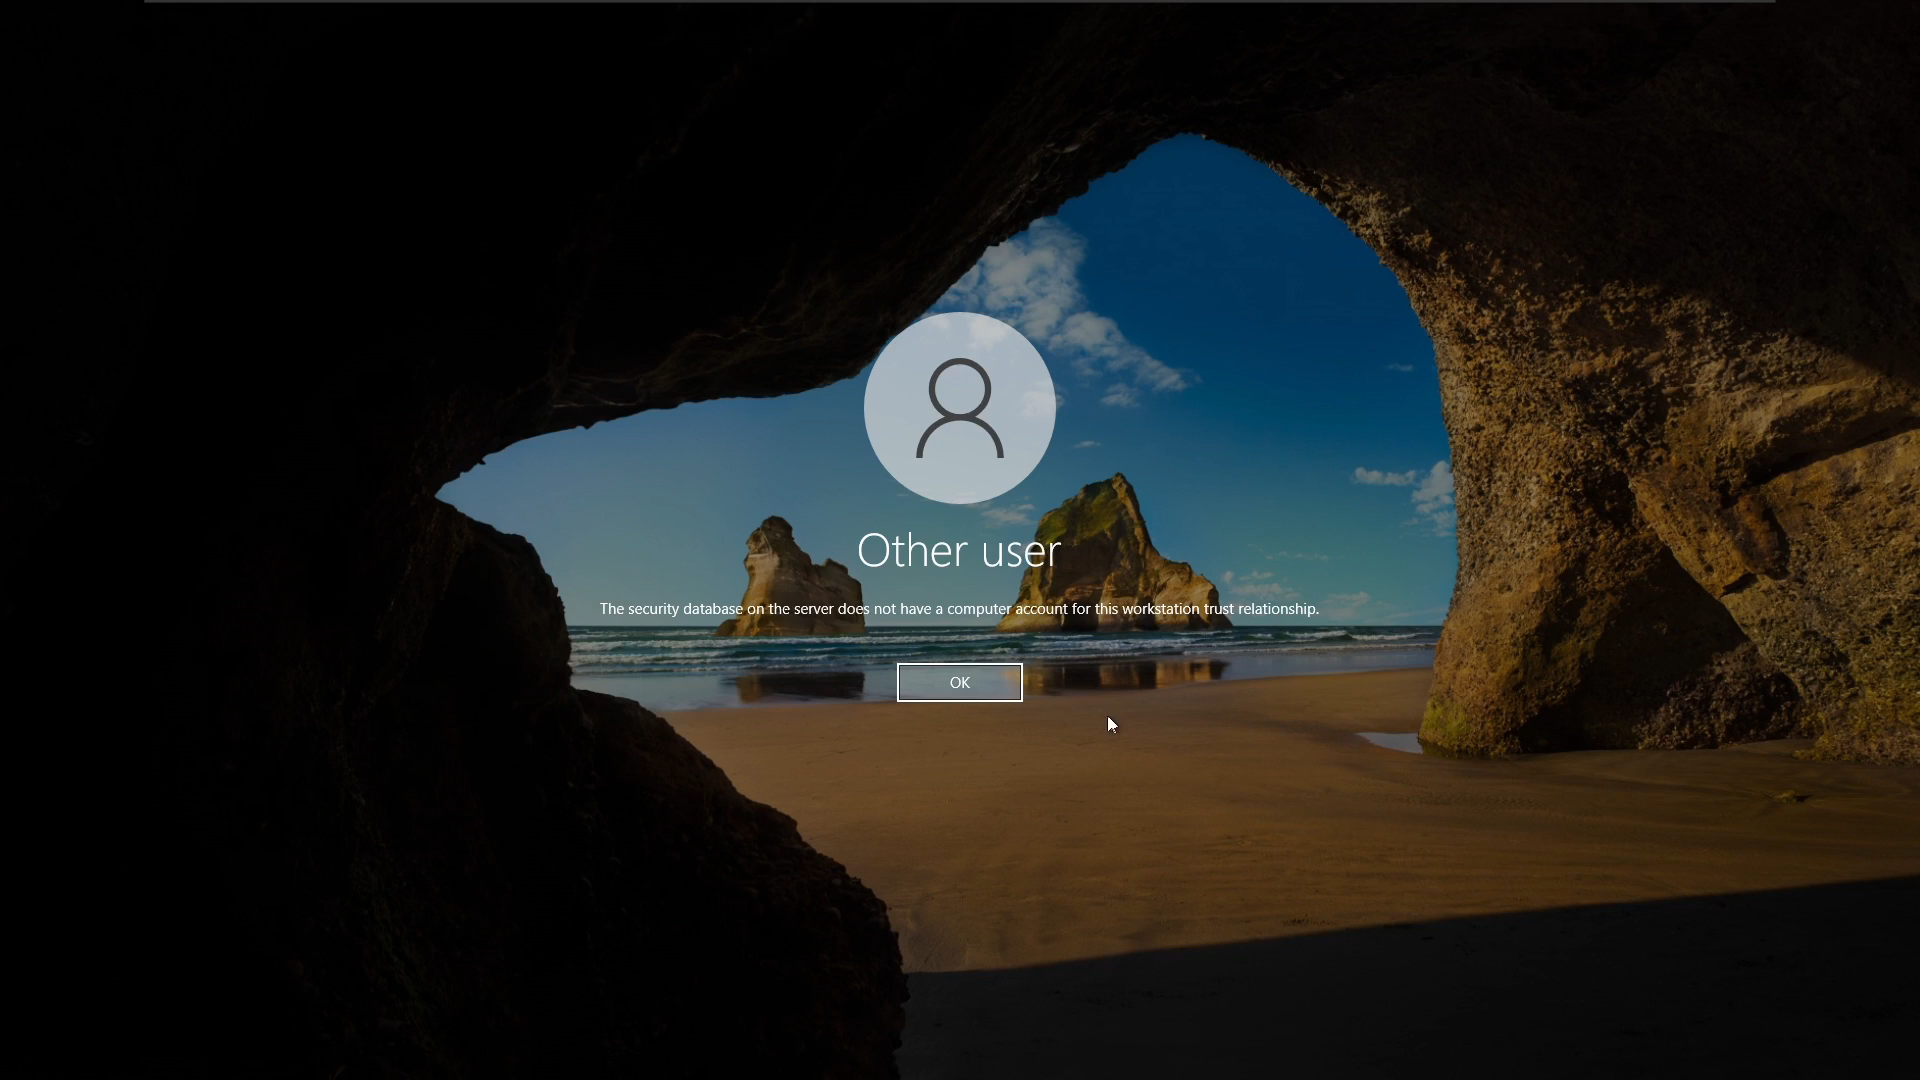 Other user
The security database on the server does not have a computer account for this workstation trust relationship.
OK